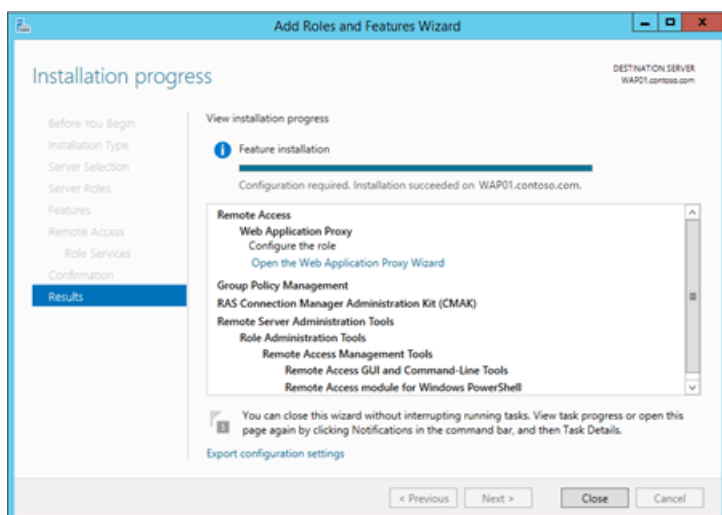 Add Roles and Features Wizard
Installation progress
DESTINATION SERVER
WAP01.contoso.com
Before You Begin
Installation Type
Server Selection
Server Roles
Features
Remote Access
Role Services
Confirmation
Results
View installation progress
Feature installation
Configuration required. Installation succeeded on WAP01.contoso.com.
Remote Access
Web Application Proxy
Configure the role
Open the Web Application Proxy Wizard
Group Policy Management
RAS Connection Manager Administration Kit (CMAK)
Remote Server Administration Tools
Role Administration Tools
Remote Access Management Tools
Remote Access GUI and Command-Line Tools
Remote Access module for Windows PowerShell
1
You can close this wizard without interrupting running tasks. View task progress or open this
page again by clicking Notifications in the command bar, and then Task Details.
Export configuration settings
< Previous
Next >
Close
Cancel